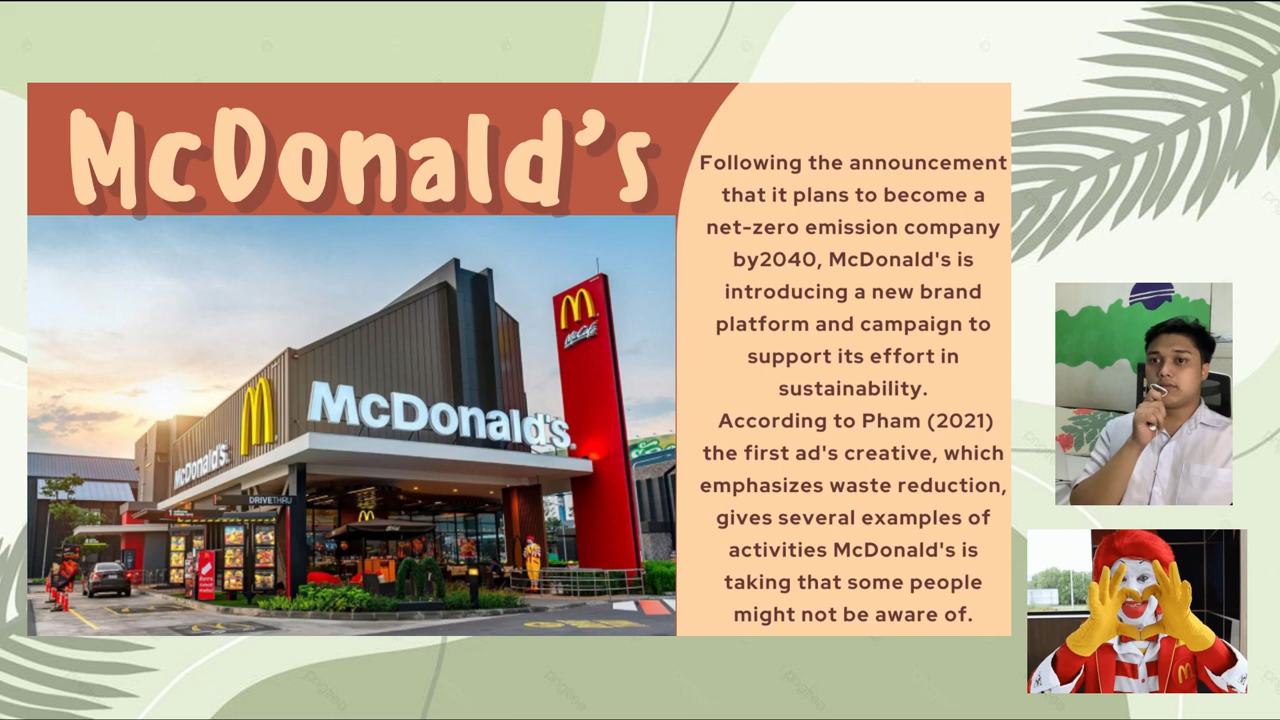 McDonald's
Following the announcement
that it plans to become a
net-zero emission company
by2040, McDonald's is
introducing a new brand
platform and campaign to
support its effort in
sustainability.
According to Pham (2021)
the first ad's creative, which
emphasizes waste reduction,
gives several examples of
activities McDonald's is
taking that some people
might not be aware of.
McCafé
McDonald's
McDonald's
DRIVE THRU